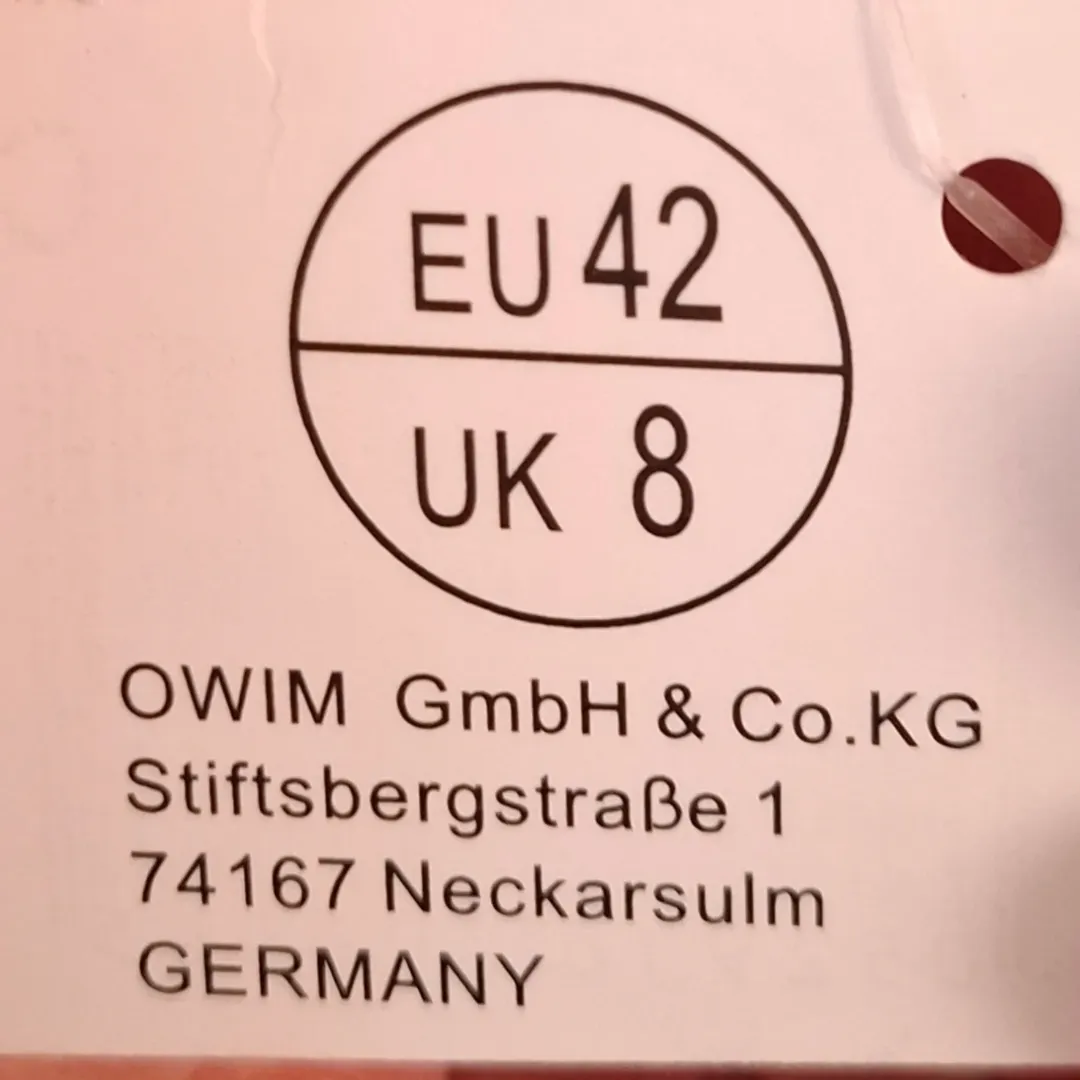 EU 42
UK 8
OWIM GmbH & Co.KG
Stiftsbergstraße 1
74167 Neckarsulm
GERMANY